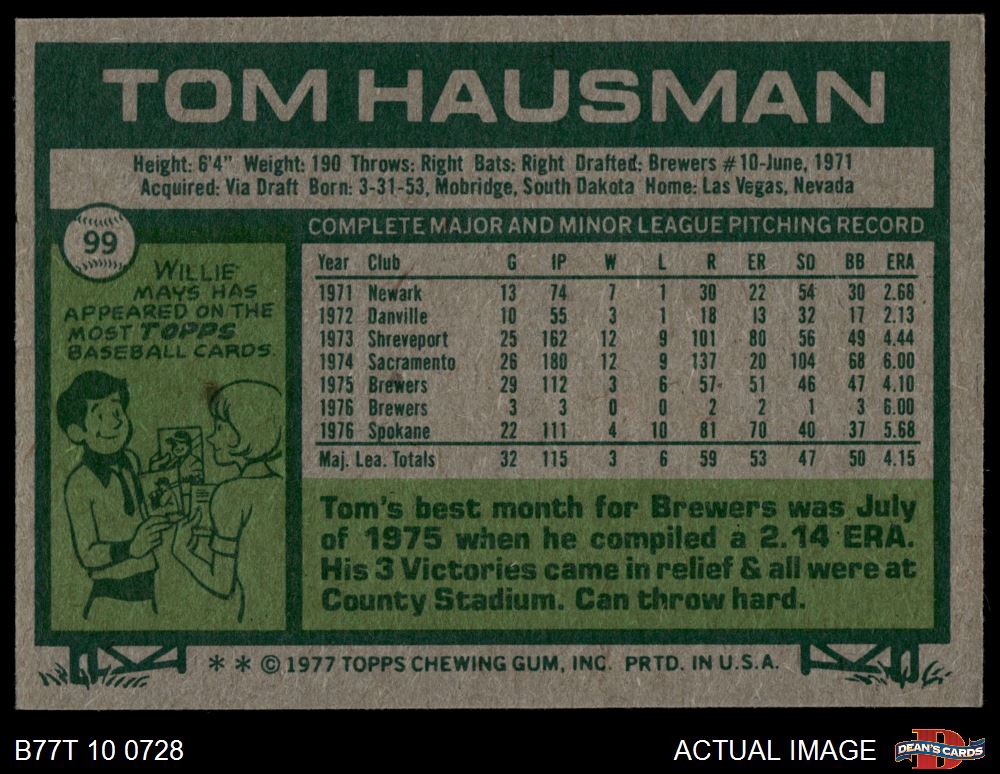 TOM HAUSMAN
Height: 6'4" Weight: 190 Throws: Right Bats: Right Drafted: Brewers #10-June, 1971
Acquired: Via Draft Born: 3-31-53, Mobridge, South Dakota Home: Las Vegas, Nevada
99
WILLIE
MAYS HAS
APPEARED ON THE
MOST TOPPS
BASEBALL CARDS.
COMPLETE MAJOR AND MINOR LEAGUE PITCHING RECORD
Year Club G IP W L R ER SO BB ERA
1971 Newark 13 74 7 1 30 22 54 30 2.68
1972 Danville 10 55 3 1 18 13 32 17 2.13
1973 Shreveport 25 162 12 9 101 80 56 49 4.44
1974 Sacramento 26 180 12 9 137 20 104 68 6.00
1975 Brewers 29 112 3 6 57 51 46 47 4.10
1976 Brewers 3 3 0 0 2 2 1 3 6.00
1976 Spokane 22 111 4 10 81 70 40 37 5.68
Maj. Lea. Totals 32 115 3 6 59 53 47 50 4.15
Tom's best month for Brewers was July
of 1975 when he compiled a 2.14 ERA.
His 3 Victories came in relief & all were at
County Stadium. Can throw hard.
* * © 1977 TOPPS CHEWING GUM, INC. PRTD. IN U.S.A.
B77T 10 0728
ACTUAL IMAGE
DEAN'S CARDS